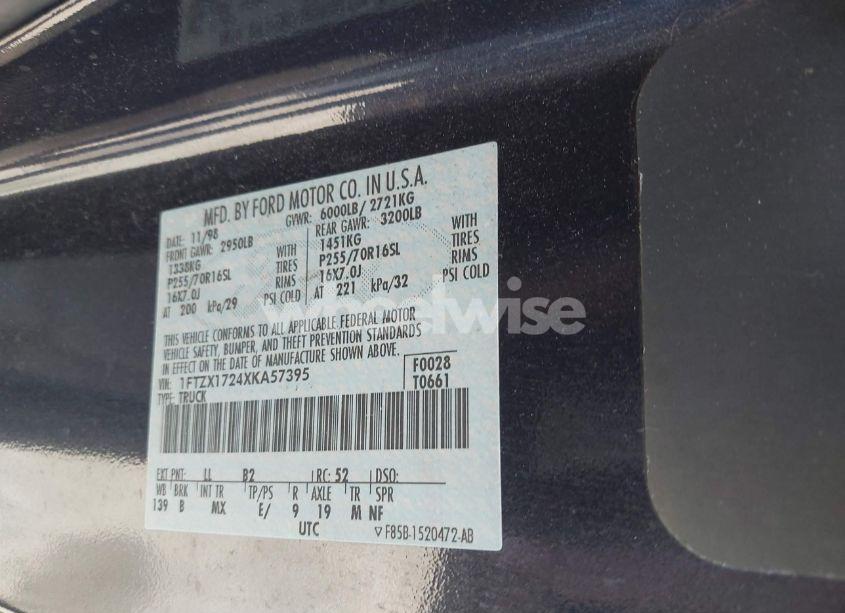 MFD. BY FORD MOTOR CO. IN U.S.A.
DATE: 11/98 GVWR: 6000LB/ 2721KG
FRONT GAWR: 2950LB REAR GAWR: 3200LB
1338KG WITH 1451KG WITH
P255/70R16SL TIRES P255/70R16SL TIRES
16X7.0J RIMS 16X7.0J RIMS
AT 200 kPa/29 PSI COLD AT 221 kPa/32 PSI COLD
THIS VEHICLE CONFORMS TO ALL APPLICABLE FEDERAL MOTOR
VEHICLE SAFETY, BUMPER, AND THEFT PREVENTION STANDARDS
IN EFFECT ON THE DATE OF MANUFACTURE SHOWN ABOVE.
VIN: 1FTZX1724XKA57395 F0028
TYPE: TRUCK T0661
EXT PNT: LL B2 RC: 52 DSO:
WB BRK INT TR TP/PS R AXLE TR SPR
139 B MX E/ 9 19 M NF
UTC ▽F85B-1520472-AB
wheelwise